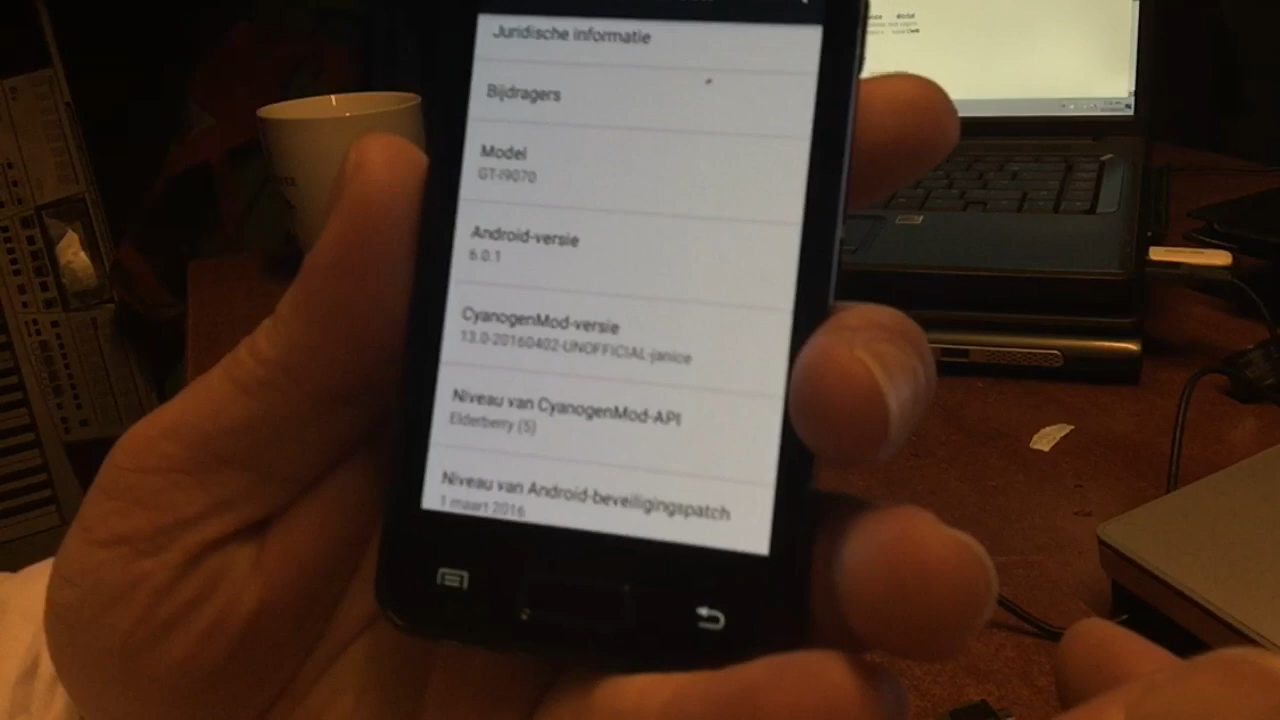 Juridische informatie
Bijdragers
Model
GT-I9070
Android-versie
6.0.1
CyanogenMod-versie
13.0-20160402-UNOFFICIAL-janice
Niveau van CyanogenMod-API
Elderberry (5)
Niveau van Android-beveiligingspatch
1 maart 2016